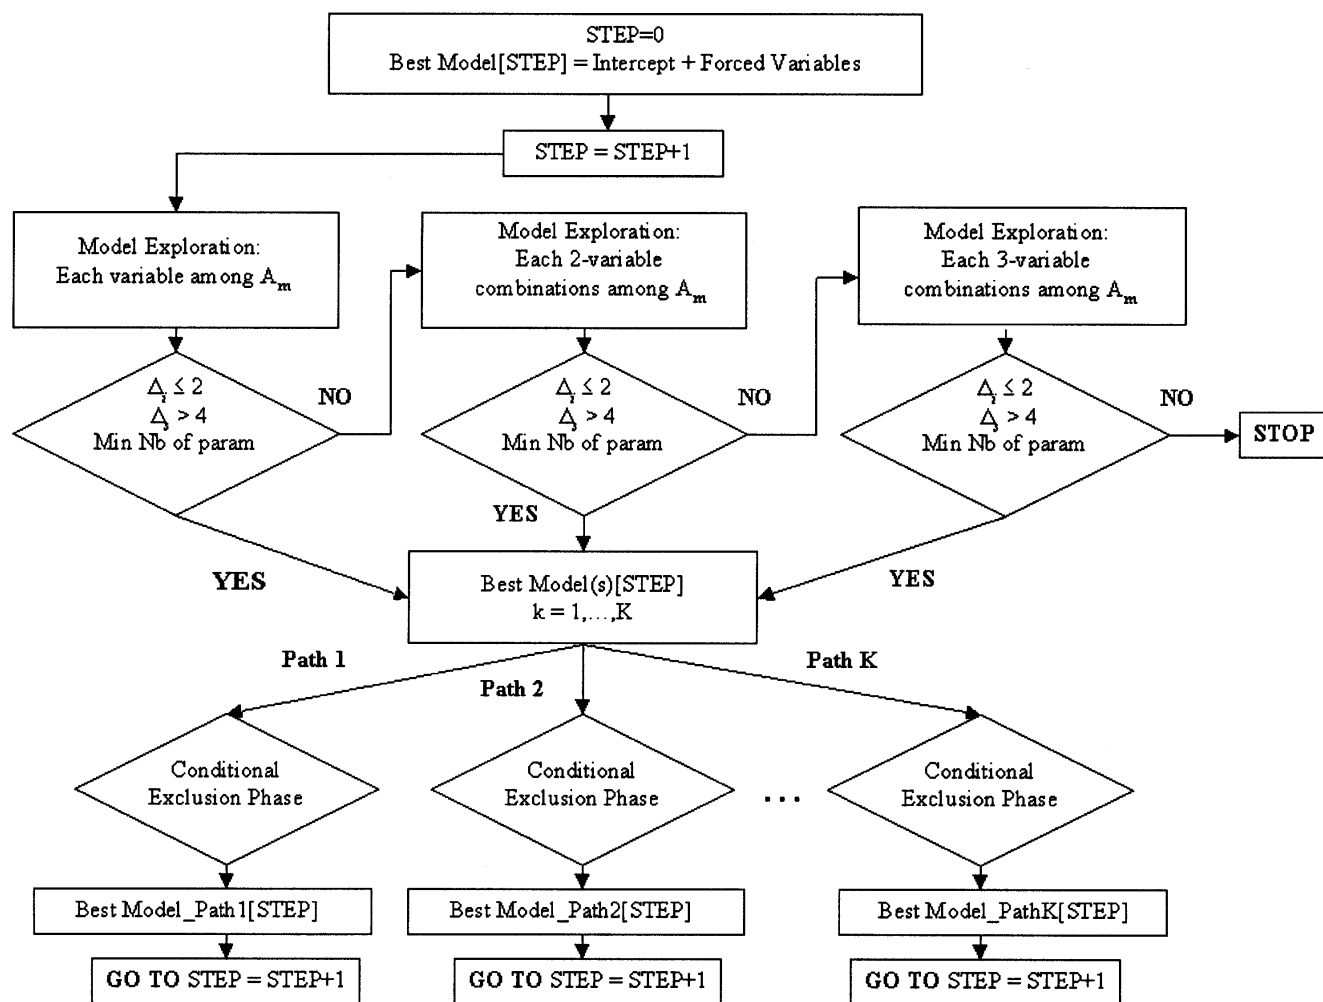 STEP=0
Best Model[STEP] = Intercept + Forced Variables
STEP = STEP+1
Model Exploration:
Each variable among Am
Model Exploration:
Each 2-variable
combinations among Am
Model Exploration:
Each 3-variable
combinations among Am
Δi ≤ 2
Δ > 4
Min Nb of param
NO
Δi ≤ 2
Δ > 4
Min Nb of param
NO
Δi ≤ 2
Δ > 4
Min Nb of param
NO
STOP
YES
YES
YES
Best Model(s)[STEP]
k = 1,...,K
Path 1
Path 2
Path K
Conditional
Exclusion Phase
Conditional
Exclusion Phase
...
Conditional
Exclusion Phase
Best Model_Path1[STEP]
Best Model_Path2[STEP]
Best Model_PathK[STEP]
GO TO STEP = STEP+1
GO TO STEP = STEP+1
GO TO STEP = STEP+1